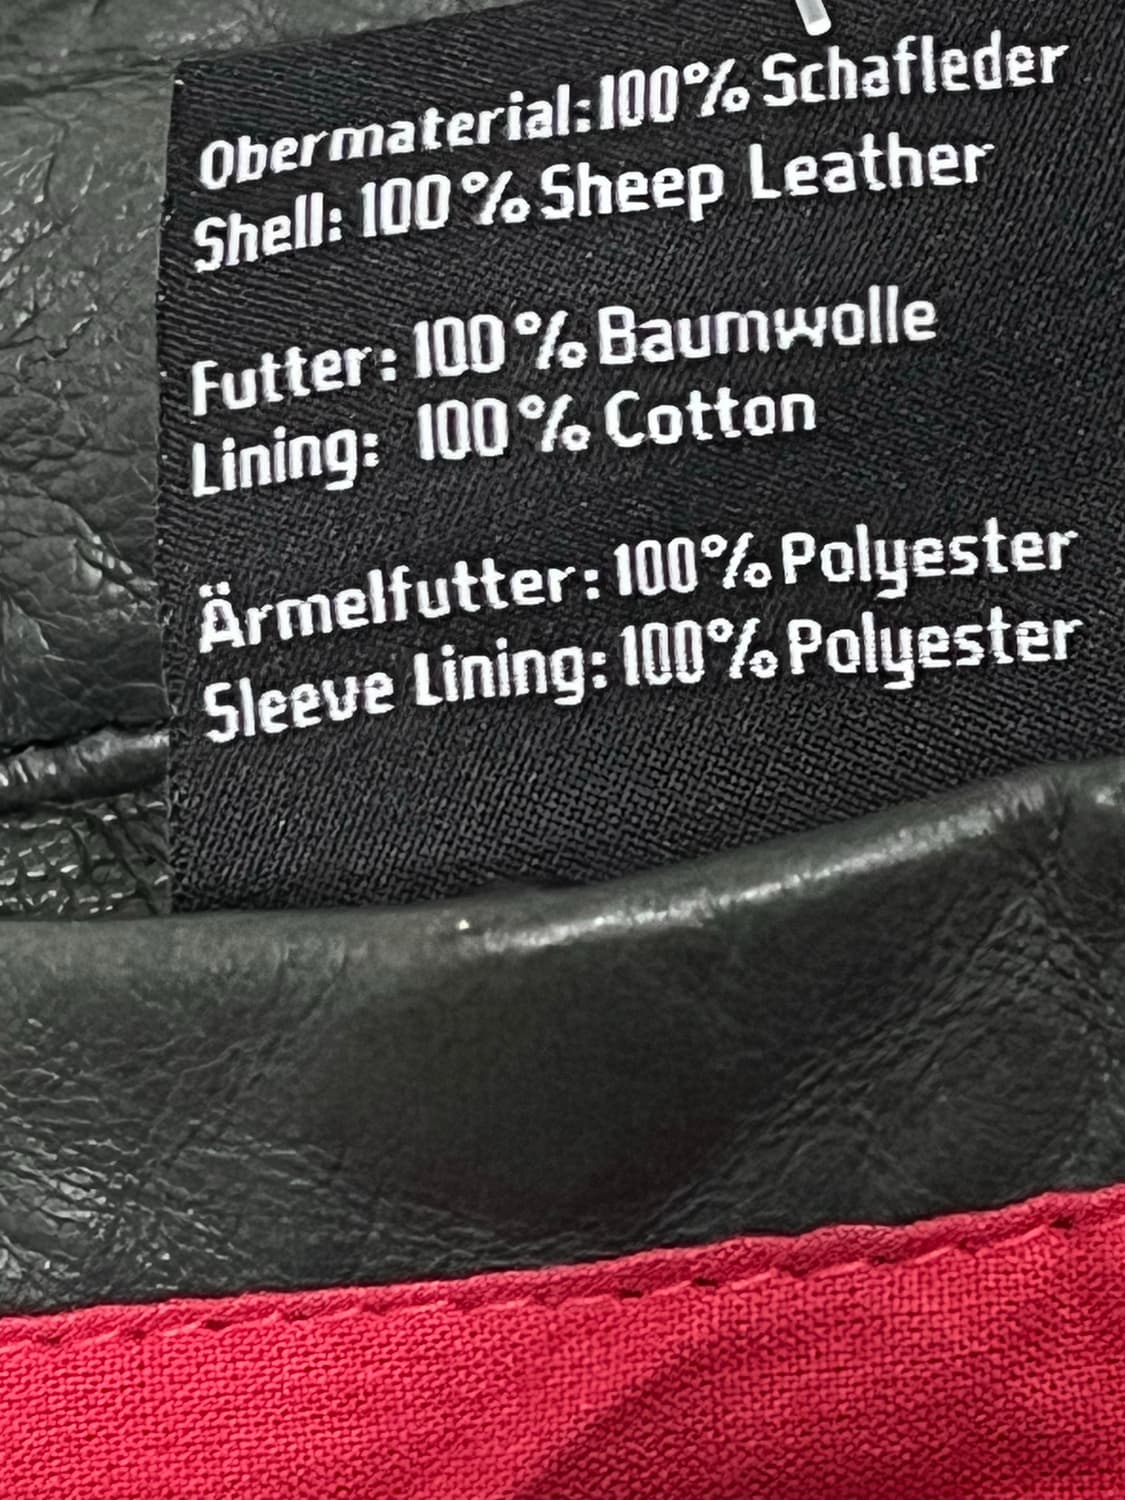 Obermaterial: 100% Schafleder
Shell: 100% Sheep Leather
Futter: 100% Baumwolle
Lining: 100% Cotton
Ärmelfutter: 100% Polyester
Sleeve Lining: 100% Polyester